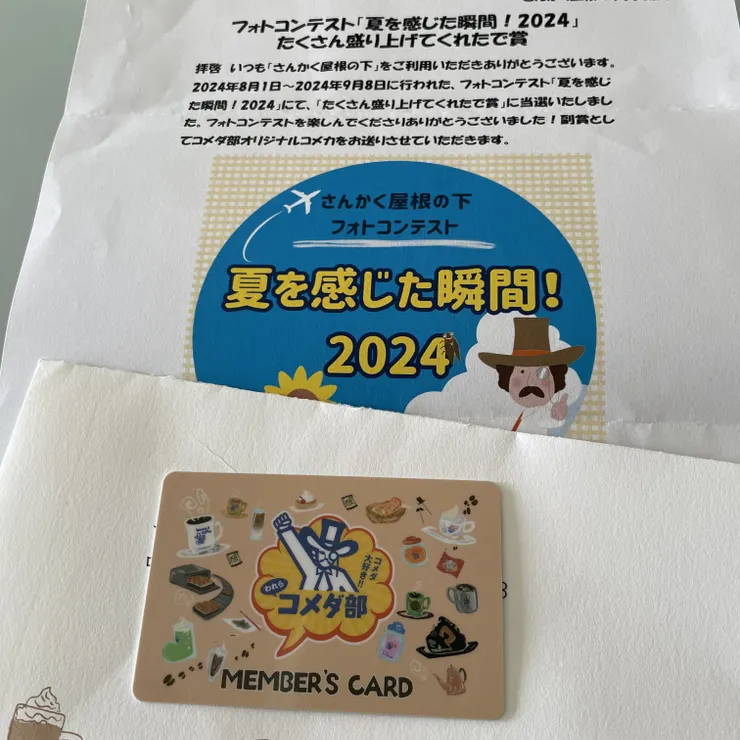 フォトコンテスト「夏を感じた瞬間！2024」
たくさん盛り上げてくれたで賞
拝啓 いつも「さんかく屋根の下」をご利用いただきありがとうございます。
2024年8月1日～2024年9月8日に行われた、フォトコンテスト「夏を感じ
た瞬間！2024」にて、「たくさん盛り上げてくれたで賞」に当選いたしまし
た。フォトコンテストを楽しんでくださりありがとうございました！副賞とし
てコメダ部オリジナルコメカをお送りさせていただきます。
さんかく屋根の下
フォトコンテスト
夏を感じた瞬間！
2024
コメダ
大好き!!
われら
コメダ部
MEMBER'S CARD